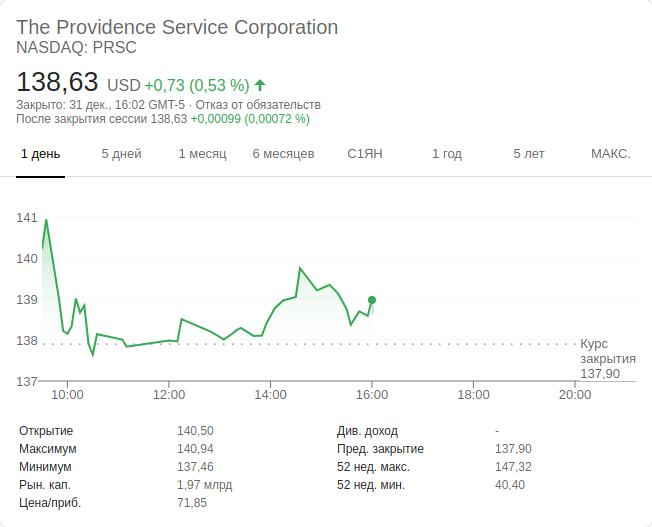 The Providence Service Corporation
NASDAQ: PRSC
138,63 USD +0,73 (0,53 %)
Закрыто: 31 дек., 16:02 GMT-5 · Отказ от обязательств
После закрытия сессии 138,63 +0,00099 (0,00072 %)
1 день 5 дней 1 месяц 6 месяцев С1ЯН 1 год 5 лет МАКС.
141
140
139
138
137
Курс
закрытия
137,90
10:00 12:00 14:00 16:00 18:00 20:00
Открытие 140,50 Див. доход -
Максимум 140,94 Пред. закрытие 137,90
Минимум 137,46 52 нед. макс. 147,32
Рын. кап. 1,97 млрд 52 нед. мин. 40,40
Цена/приб. 71,85